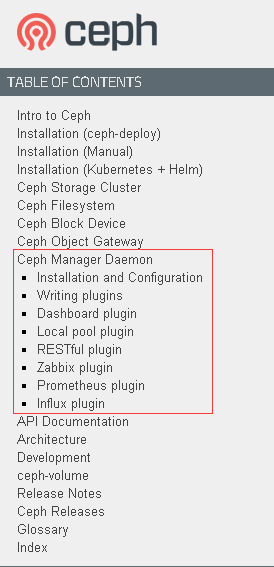 ceph
TABLE OF CONTENTS
Intro to Ceph
Installation (ceph-deploy)
Installation (Manual)
Installation (Kubernetes + Helm)
Ceph Storage Cluster
Ceph Filesystem
Ceph Block Device
Ceph Object Gateway
Ceph Manager Daemon
Installation and Configuration
Writing plugins
Dashboard plugin
Local pool plugin
RESTful plugin
Zabbix plugin
Prometheus plugin
Influx plugin
API Documentation
Architecture
Development
ceph-volume
Release Notes
Ceph Releases
Glossary
Index